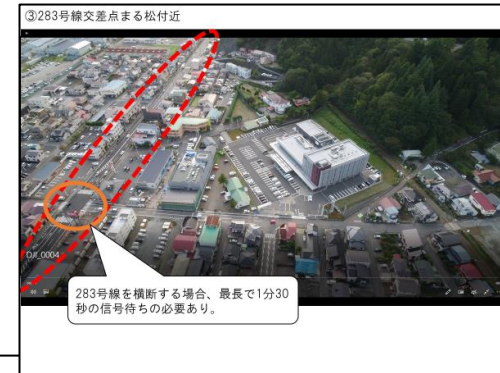 ③283号線交差点まる松付近
DJI_0004
283号線を横断する場合、最長で1分30
秒の信号待ちの必要あり。